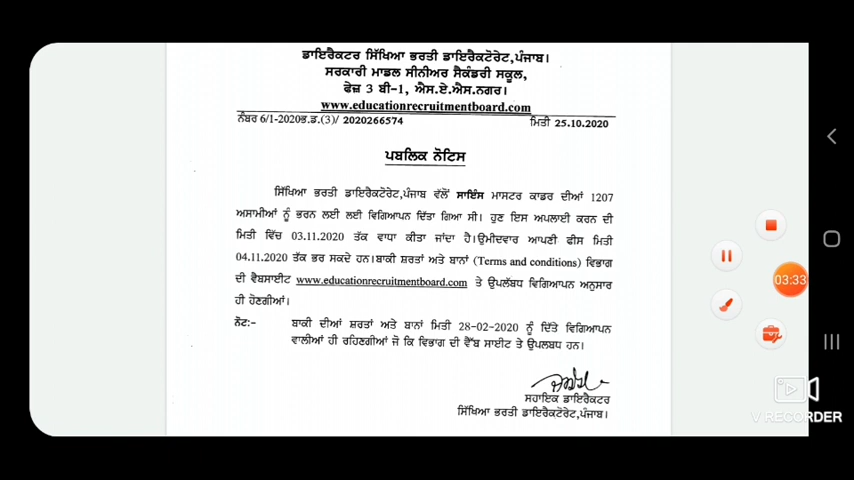 ਡਾਇਰੈਕਟਰ ਸਿੱਖਿਆ ਭਰਤੀ ਡਾਇਰੈਕਟੋਰੇਟ,ਪੰਜਾਬ।
ਸਰਕਾਰੀ ਮਾਡਲ ਸੀਨੀਅਰ ਸੈਕੰਡਰੀ ਸਕੂਲ,
ਫੇਜ਼ 3 ਬੀ-1, ਐਸ.ਏ.ਐਸ.ਨਗਰ।
www.educationrecruitmentboard.com
ਨੰਬਰ 6/1-2020ਭ.ਡ.(3)/ 2020266574 ਮਿਤੀ 25.10.2020
ਪਬਲਿਕ ਨੋਟਿਸ
ਸਿੱਖਿਆ ਭਰਤੀ ਡਾਇਰੈਕਟੋਰੇਟ,ਪੰਜਾਬ ਵੱਲੋਂ ਸਾਇੰਸ ਮਾਸਟਰ ਕਾਡਰ ਦੀਆਂ 1207
ਅਸਾਮੀਆਂ ਨੂੰ ਭਰਨ ਲਈ ਲਈ ਵਿਗਿਆਪਨ ਦਿੱਤਾ ਗਿਆ ਸੀ। ਹੁਣ ਇਸ ਅਪਲਾਈ ਕਰਨ ਦੀ
ਮਿਤੀ ਵਿੱਚ 03.11.2020 ਤੱਕ ਵਾਧਾ ਕੀਤਾ ਜਾਂਦਾ ਹੈ।ਉਮੀਦਵਾਰ ਆਪਣੀ ਫੀਸ ਮਿਤੀ
04.11.2020 ਤੱਕ ਭਰ ਸਕਦੇ ਹਨ।ਬਾਕੀ ਸ਼ਰਤਾਂ ਅਤੇ ਬਾਨਾਂ (Terms and conditions) ਵਿਭਾਗ
ਦੀ ਵੈਬਸਾਈਟ www.educationrecruitmentboard.com ਤੇ ਉਪਲੱਬਧ ਵਿਗਿਆਪਨ ਅਨੁਸਾਰ
ਹੀ ਹੋਣਗੀਆਂ।
ਨੋਟ:- ਬਾਕੀ ਦੀਆਂ ਸ਼ਰਤਾਂ ਅਤੇ ਬਾਨਾਂ ਮਿਤੀ 28-02-2020 ਨੂੰ ਦਿੱਤੇ ਵਿਗਿਆਪਨ
ਵਾਲੀਆਂ ਹੀ ਰਹਿਣਗੀਆਂ ਜੋ ਕਿ ਵਿਭਾਗ ਦੀ ਵੈੱਬ ਸਾਈਟ ਤੇ ਉਪਲਬਧ ਹਨ।
ਸਹਾਇਕ ਡਾਇਰੈਕਟਰ
ਸਿੱਖਿਆ ਭਰਤੀ ਡਾਇਰੈਕਟੋਰੇਟ,ਪੰਜਾਬ।
03:33
V RECORDER